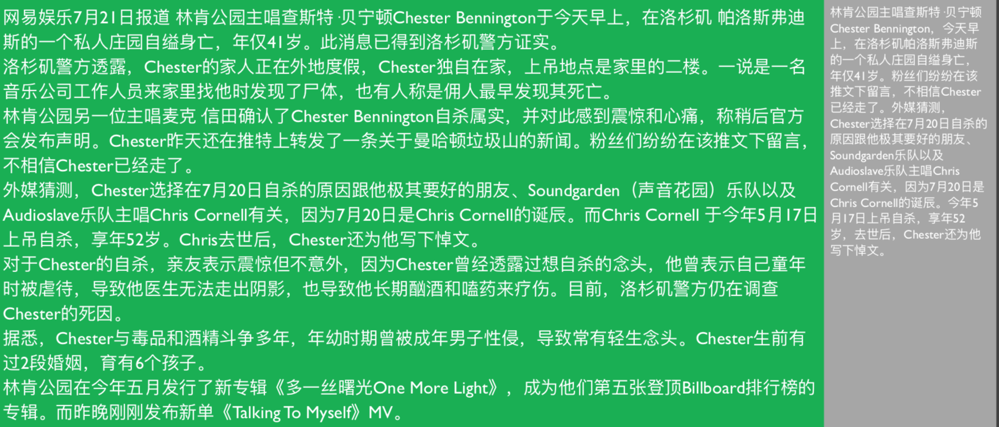 网易娱乐7月21日报道 林肯公园主唱查斯特·贝宁顿Chester Bennington于今天早上，在洛杉矶 帕洛斯弗迪
斯的一个私人庄园自缢身亡，年仅41岁。此消息已得到洛杉矶警方证实。
洛杉矶警方透露，Chester的家人正在外地度假，Chester独自在家，上吊地点是家里的二楼。一说是一名
音乐公司工作人员来家里找他时发现了尸体，也有人称是佣人最早发现其死亡。
林肯公园另一位主唱麦克 信田确认了Chester Bennington自杀属实，并对此感到震惊和心痛，称稍后官方
会发布声明。Chester昨天还在推特上转发了一条关于曼哈顿垃圾山的新闻。粉丝们纷纷在该推文下留言，
不相信Chester已经走了。
外媒猜测，Chester选择在7月20日自杀的原因跟他极其要好的朋友、Soundgarden（声音花园）乐队以及
Audioslave乐队主唱Chris Cornell有关，因为7月20日是Chris Cornell的诞辰。而Chris Cornell 于今年5月17日
上吊自杀，享年52岁。Chris去世后，Chester还为他写下悼文。
对于Chester的自杀，亲友表示震惊但不意外，因为Chester曾经透露过想自杀的念头，他曾表示自己童年
时被虐待，导致他医生无法走出阴影，也导致他长期酗酒和嗑药来疗伤。目前，洛杉矶警方仍在调查
Chester的死因。
据悉，Chester与毒品和酒精斗争多年，年幼时期曾被成年男子性侵，导致常有轻生念头。Chester生前有
过2段婚姻，育有6个孩子。
林肯公园在今年五月发行了新专辑《多一丝曙光One More Light》，成为他们第五张登顶Billboard排行榜的
专辑。而昨晚刚刚发布新单《Talking To Myself》MV。
林肯公园主唱查斯特·贝宁顿
Chester Bennington，今天早
上，在洛杉矶帕洛斯弗迪斯
的一个私人庄园自缢身亡，
年仅41岁。粉丝们纷纷在该
推文下留言，不相信Chester
已经走了。外媒猜测，
Chester选择在7月20日自杀的
原因跟他极其要好的朋友、
Soundgarden乐队以及
Audioslave乐队主唱Chris
Cornell有关，因为7月20日是
Chris Cornell的诞辰。今年5
月17日上吊自杀，享年52
岁，去世后，Chester还为他
写下悼文。